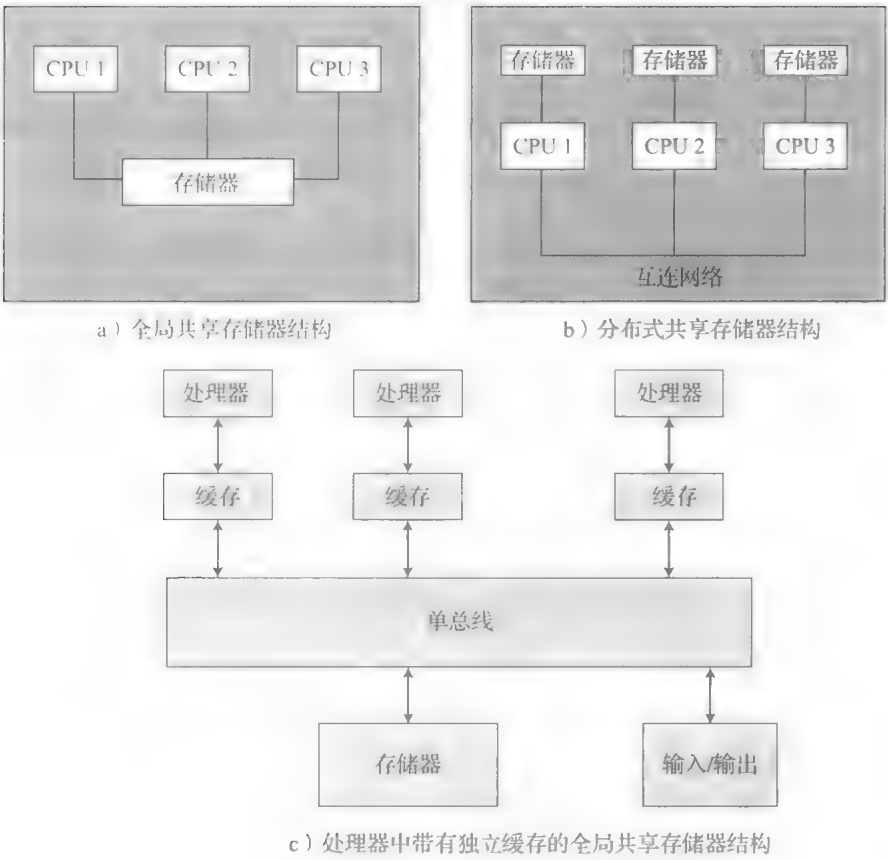 CPU 1 CPU 2 CPU 3
存储器
a）全局共享存储器结构
存储器 存储器 存储器
CPU 1 CPU 2 CPU 3
互连网络
b）分布式共享存储器结构
处理器 处理器 处理器
缓存 缓存 缓存
单总线
存储器 输入/输出
c）处理器中带有独立缓存的全局共享存储器结构